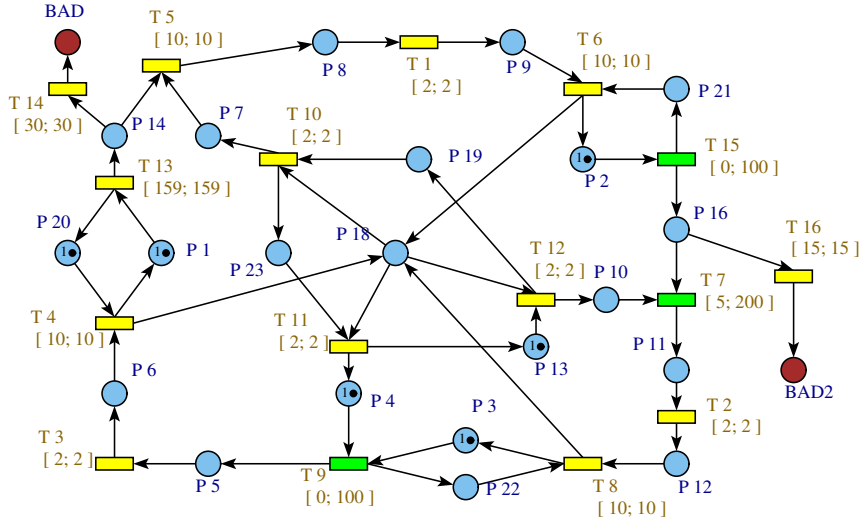 BAD
T 5
[ 10; 10 ]
P 8
T 1
[ 2; 2 ]
P 9
T 6
[ 10; 10 ]
T 14
[ 30; 30 ]
P 14
P 7
T 10
[ 2; 2 ]
P 19
1
P 2
P 21
T 15
[ 0; 100 ]
T 13
[ 159; 159 ]
P 20
1
1
P 1
P 23
P 18
T 12
[ 2; 2 ]
P 10
P 16
T 16
[ 15; 15 ]
T 7
[ 5; 200 ]
T 4
[ 10; 10 ]
T 11
[ 2; 2 ]
1
P 13
P 11
P 6
1
P 4
P 3
1
BAD2
T 2
[ 2; 2 ]
T 3
[ 2; 2 ]
P 5
T 9
[ 0; 100 ]
P 22
T 8
[ 10; 10 ]
P 12